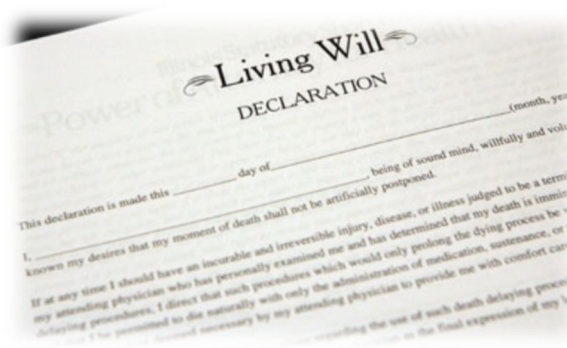 Living Will
DECLARATION
This declaration is made this __________ day of ______________________________ (month, year
I, ______________________________, being of sound mind, willfully and volu
known my desires that my moment of death shall not be artificially postponed.
If at any time I should have an incurable and irreversible injury, disease, or illness judged to be a termi
my attending physician who has personally examined me and has determined that my death is immin
delaying procedures, I direct that such procedures which would only prolong the dying process be
I be permitted to die naturally with only the administration of medication, sustenance, or
deemed necessary by my attending physician to provide me with comfort care
regarding the use of such death delaying proce
as the final expression of my